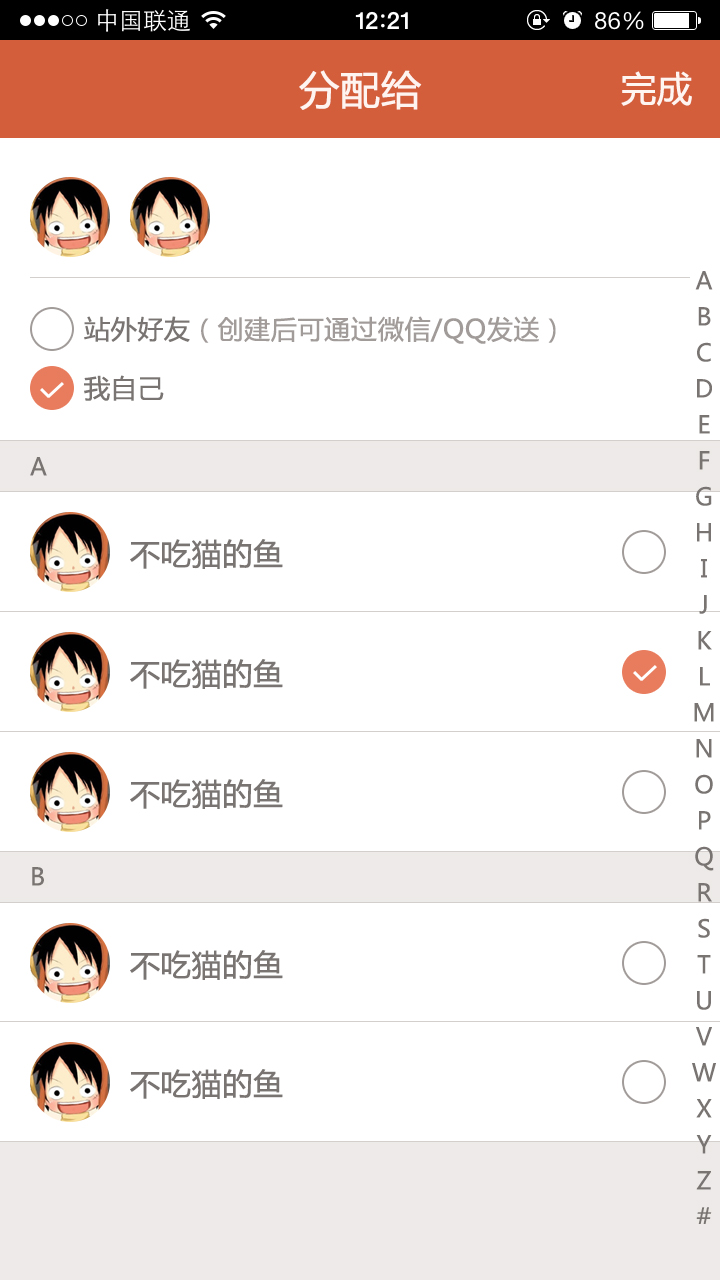 中国联通 12:21 86%
分配给 完成
站外好友（创建后可通过微信/QQ发送）
我自己
A
不吃猫的鱼
不吃猫的鱼
不吃猫的鱼
B
不吃猫的鱼
不吃猫的鱼
A
B
C
D
E
F
G
H
I
J
K
L
M
N
O
P
Q
R
S
T
U
V
W
X
Y
Z
#